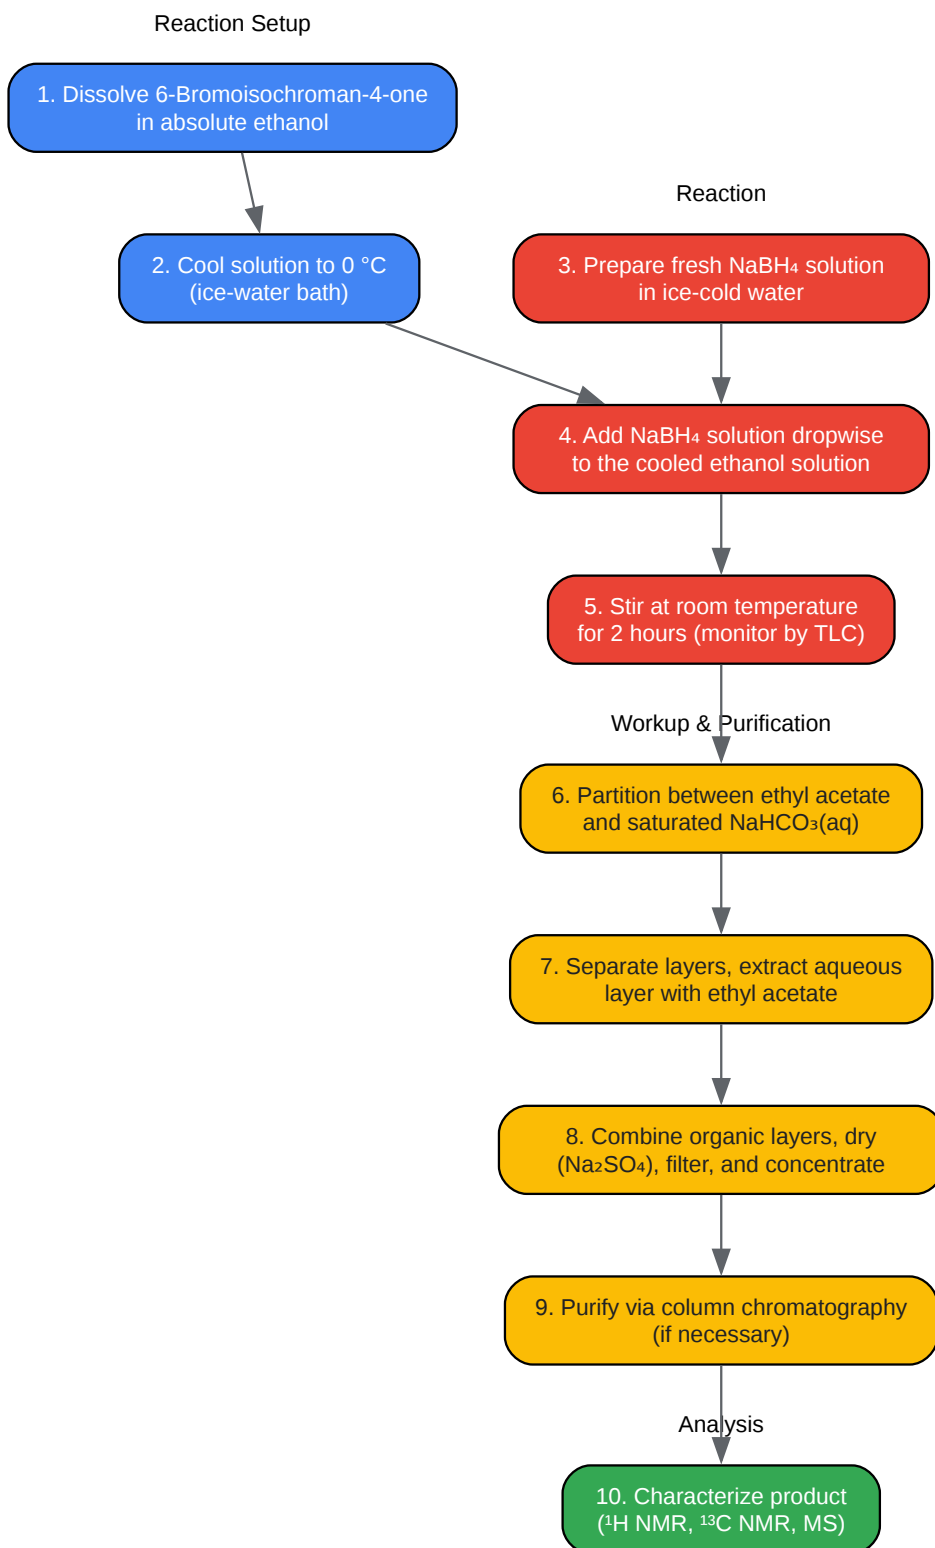 Reaction Setup
1. Dissolve 6-Bromoisochroman-4-one
in absolute ethanol
2. Cool solution to 0 °C
(ice-water bath)
Reaction
3. Prepare fresh NaBH₄ solution
in ice-cold water
4. Add NaBH₄ solution dropwise
to the cooled ethanol solution
5. Stir at room temperature
for 2 hours (monitor by TLC)
Workup & Purification
6. Partition between ethyl acetate
and saturated NaHCO₃(aq)
7. Separate layers, extract aqueous
layer with ethyl acetate
8. Combine organic layers, dry
(Na₂SO₄), filter, and concentrate
9. Purify via column chromatography
(if necessary)
Analysis
10. Characterize product
(¹H NMR, ¹³C NMR, MS)